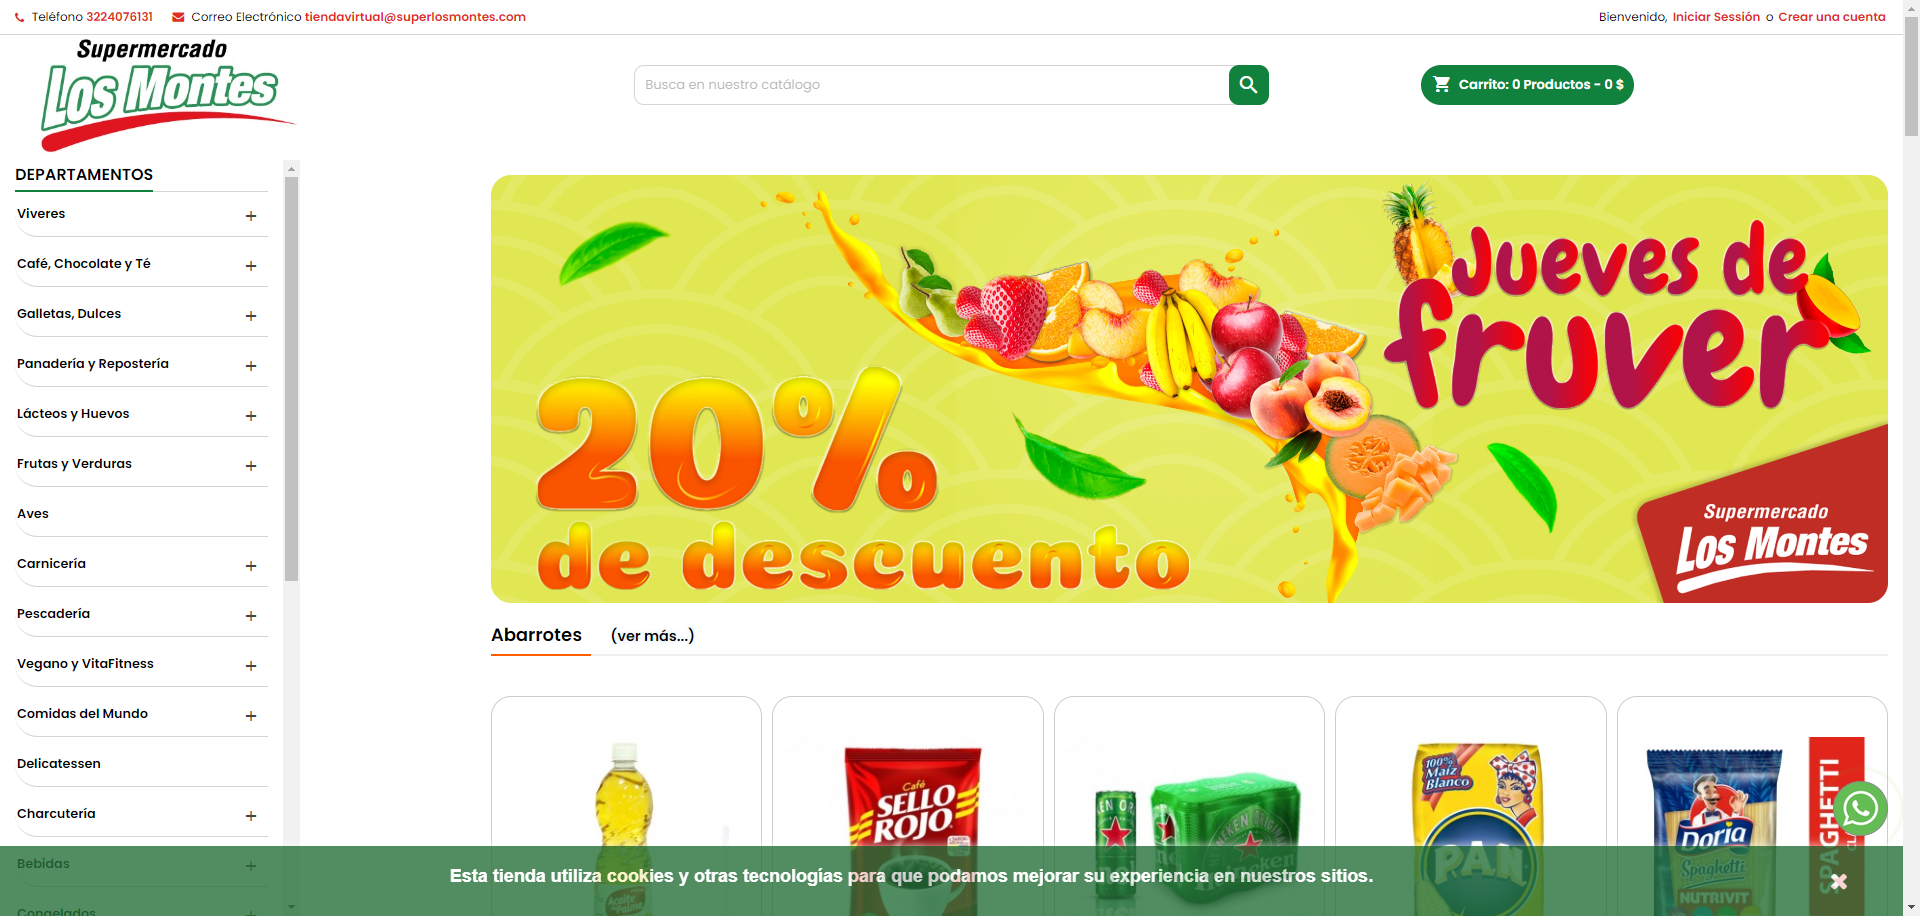 Teléfono 3224076131 Correo Electrónico tiendavirtual@superlosmontes.com
Bienvenido, Iniciar Sessión o Crear una cuenta
Supermercado
Los Montes
Busca en nuestro catálogo
Carrito: 0 Productos - 0 $
DEPARTAMENTOS
Viveres
Café, Chocolate y Té
Galletas, Dulces
Panadería y Repostería
Lácteos y Huevos
Frutas y Verduras
Aves
Carnicería
Pescadería
Vegano y VitaFitness
Comidas del Mundo
Delicatessen
Charcutería
Bebidas
Congelados
Jueves de
fruver
20%
de descuento
Supermercado
Los Montes
Abarrotes (ver más...)
Aceite
de Palma
Café
SELLO
ROJO
100%
Maíz
Blanco
PAN
Doria
Spaghetti
NUTRIVIT
SPAGHETTI
Esta tienda utiliza cookies y otras tecnologías para que podamos mejorar su experiencia en nuestros sitios.